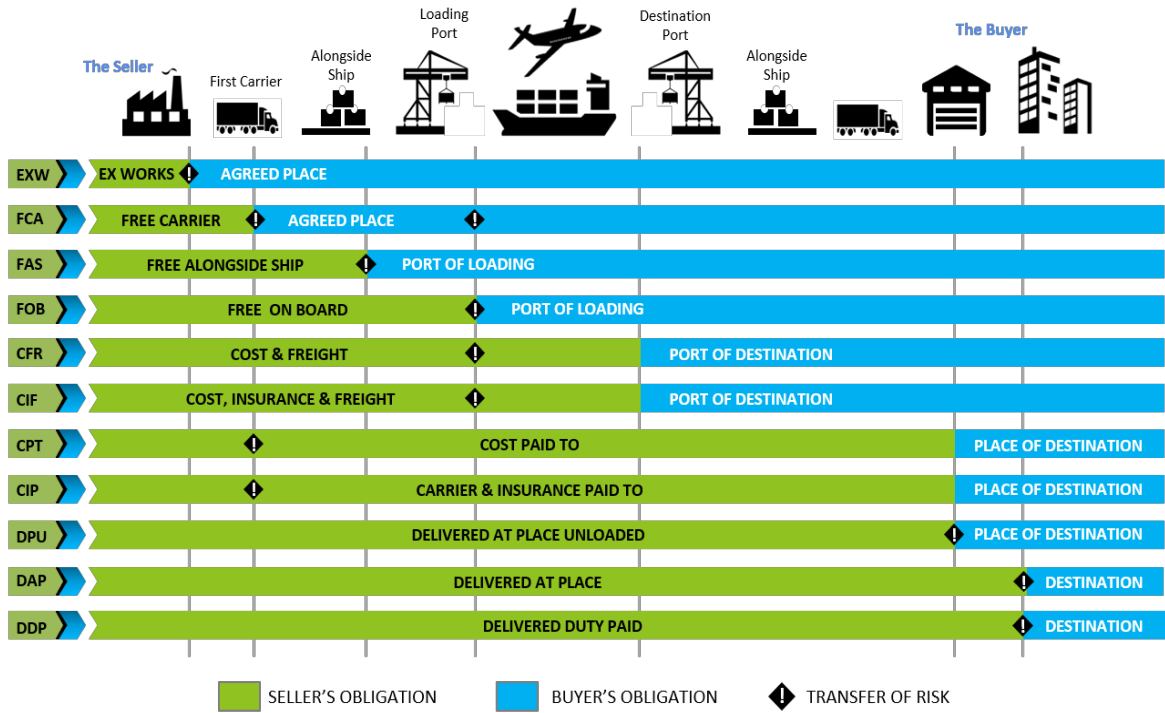 The Seller
First Carrier
Alongside
Ship
Loading
Port
Destination
Port
Alongside
Ship
The Buyer
EXW EX WORKS ! AGREED PLACE
FCA FREE CARRIER ! AGREED PLACE !
FAS FREE ALONGSIDE SHIP ! PORT OF LOADING
FOB FREE ON BOARD ! PORT OF LOADING
CFR COST & FREIGHT ! PORT OF DESTINATION
CIF COST, INSURANCE & FREIGHT ! PORT OF DESTINATION
CPT ! COST PAID TO PLACE OF DESTINATION
CIP ! CARRIER & INSURANCE PAID TO PLACE OF DESTINATION
DPU DELIVERED AT PLACE UNLOADED ! PLACE OF DESTINATION
DAP DELIVERED AT PLACE ! DESTINATION
DDP DELIVERED DUTY PAID ! DESTINATION
SELLER'S OBLIGATION BUYER'S OBLIGATION ! TRANSFER OF RISK